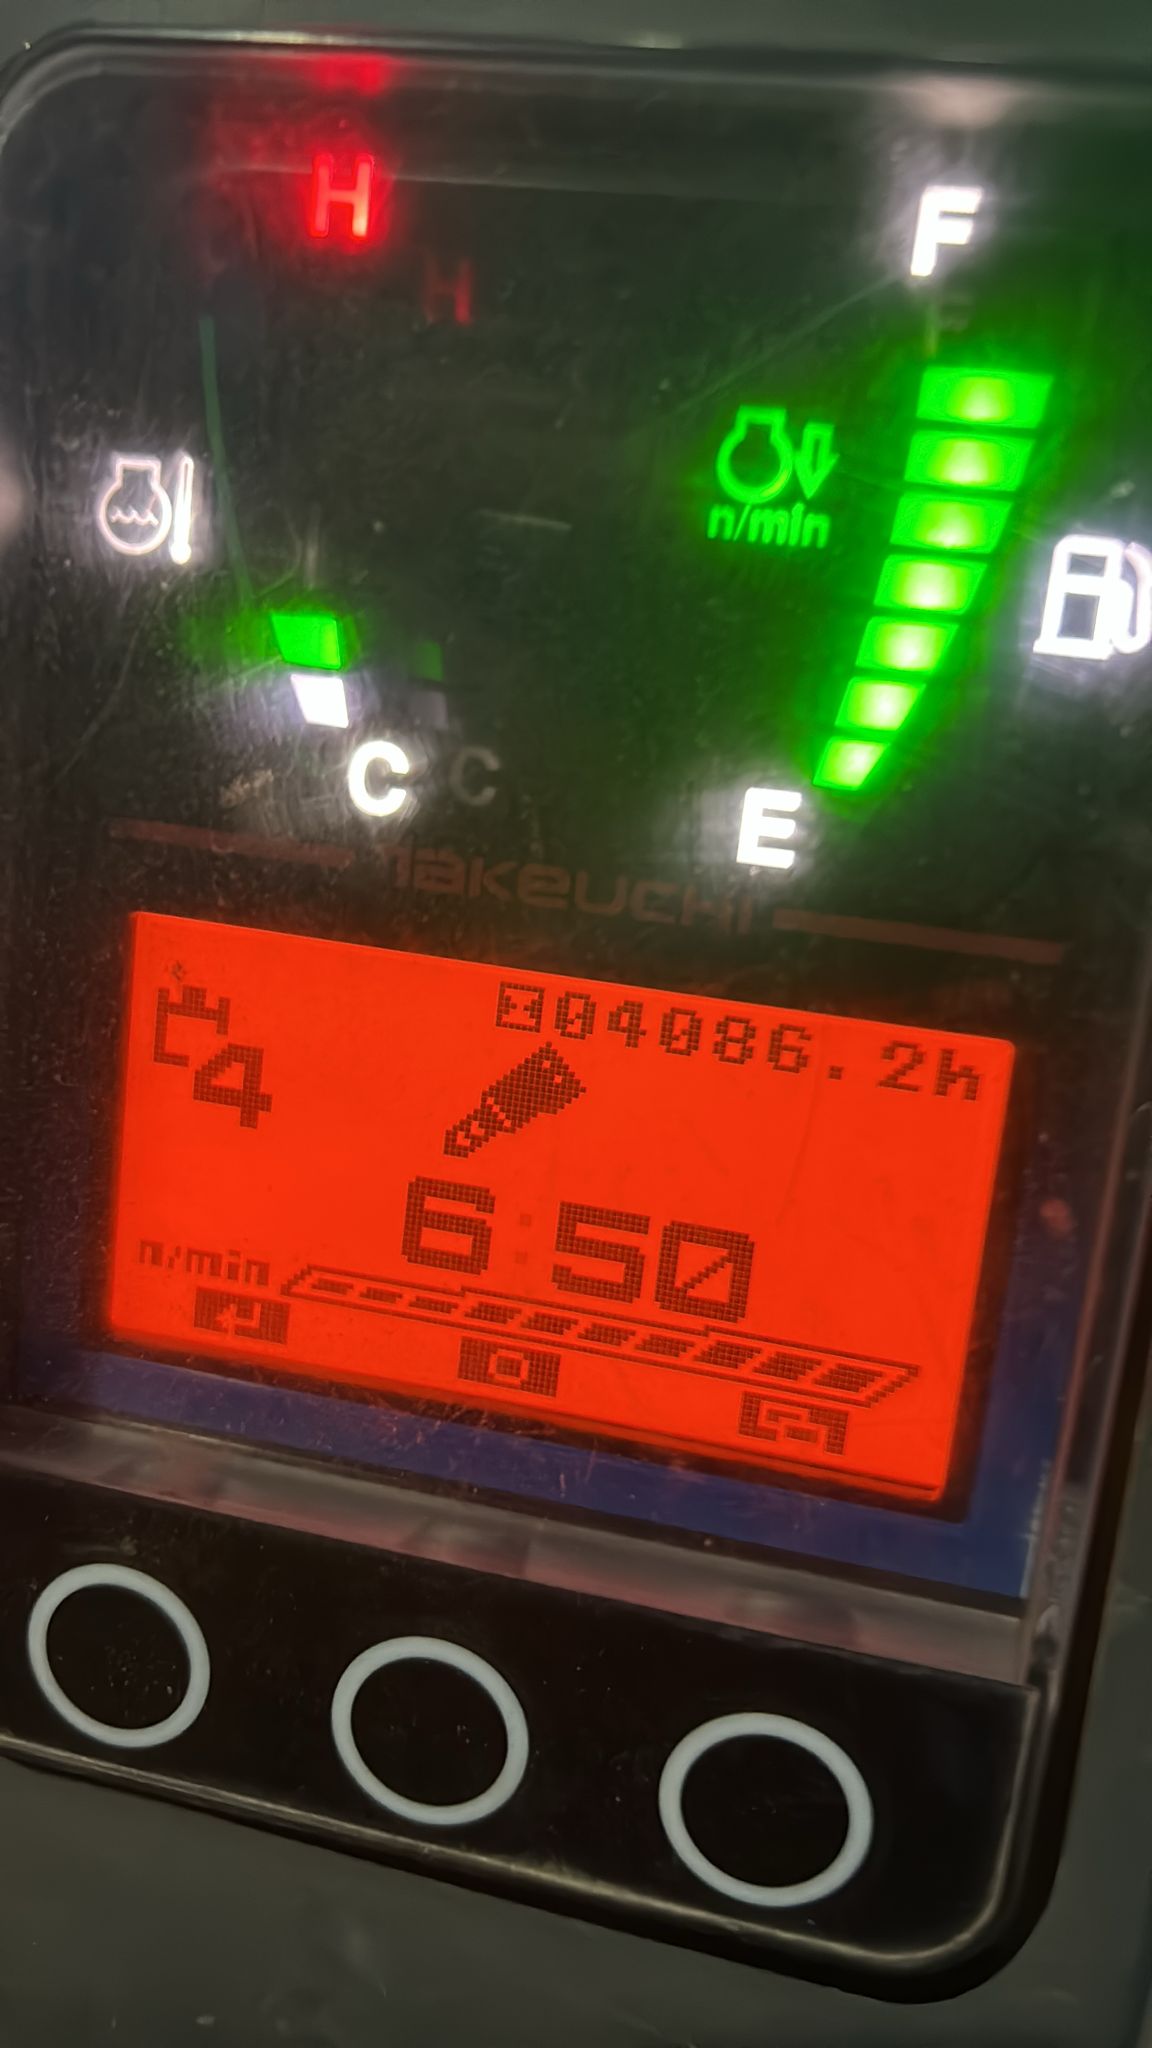 H
F
n/min
C
E
TAKEUCHI
04086.2h
4
6:50
n/min